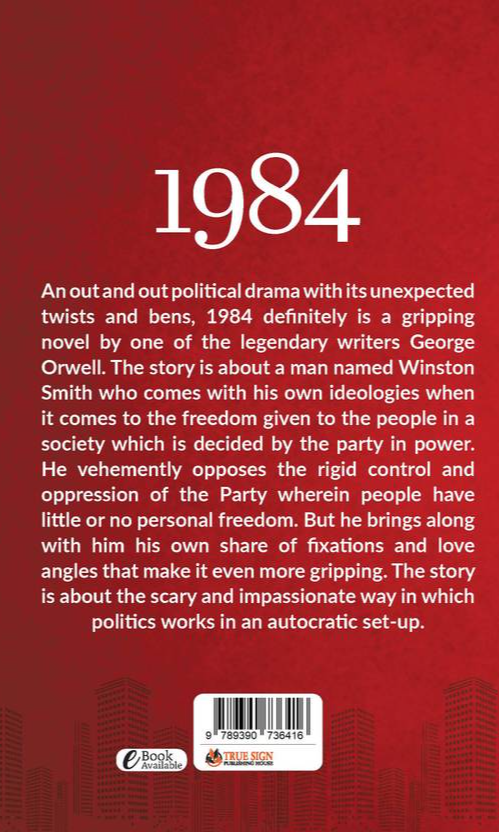 1984
An out and out political drama with its unexpected
twists and bens, 1984 definitely is a gripping
novel by one of the legendary writers George
Orwell. The story is about a man named Winston
Smith who comes with his own ideologies when
it comes to the freedom given to the people in a
society which is decided by the party in power.
He vehemently opposes the rigid control and
oppression of the Party wherein people have
little or no personal freedom. But he brings along
with him his own share of fixations and love
angles that make it even more gripping. The story
is about the scary and impassionate way in which
politics works in an autocratic set-up.
9 789390 736416
e Book
Available
TRUE SIGN
PUBLISHING HOUSE